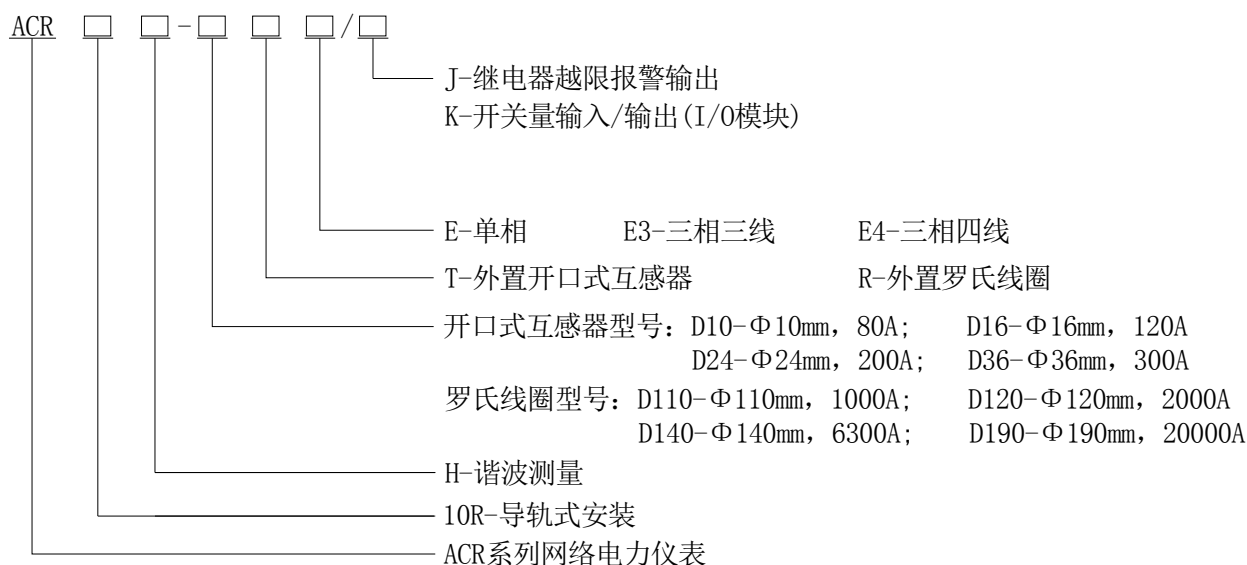 ACR □ □-□ □ □/□
J-继电器越限报警输出
K-开关量输入/输出(I/O模块)
E-单相 E3-三相三线 E4-三相四线
T-外置开口式互感器 R-外置罗氏线圈
开口式互感器型号：D10-Φ10mm，80A; D16-Φ16mm，120A
D24-Φ24mm，200A; D36-Φ36mm，300A
罗氏线圈型号：D110-Φ110mm，1000A; D120-Φ120mm，2000A
D140-Φ140mm，6300A; D190-Φ190mm，20000A
H-谐波测量
10R-导轨式安装
ACR系列网络电力仪表